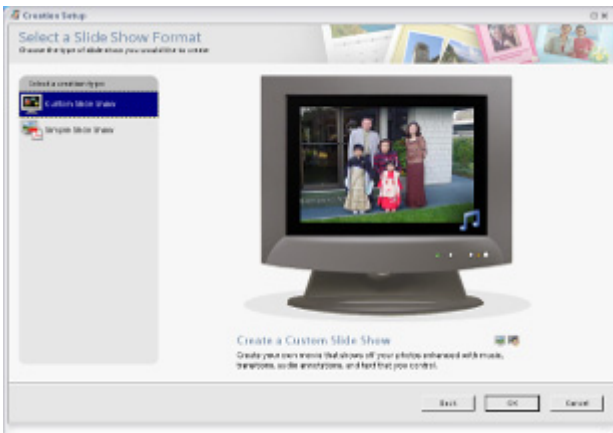 Creation Setup
Select a Slide Show Format
Choose the type of slide show you would like to create
Select a creation type:
Custom Slide Show
Simple Slide Show
Create a Custom Slide Show
Create your own movie that shows off your photos enhanced with music,
transitions, audio annotations, and text that you control.
Back
OK
Cancel